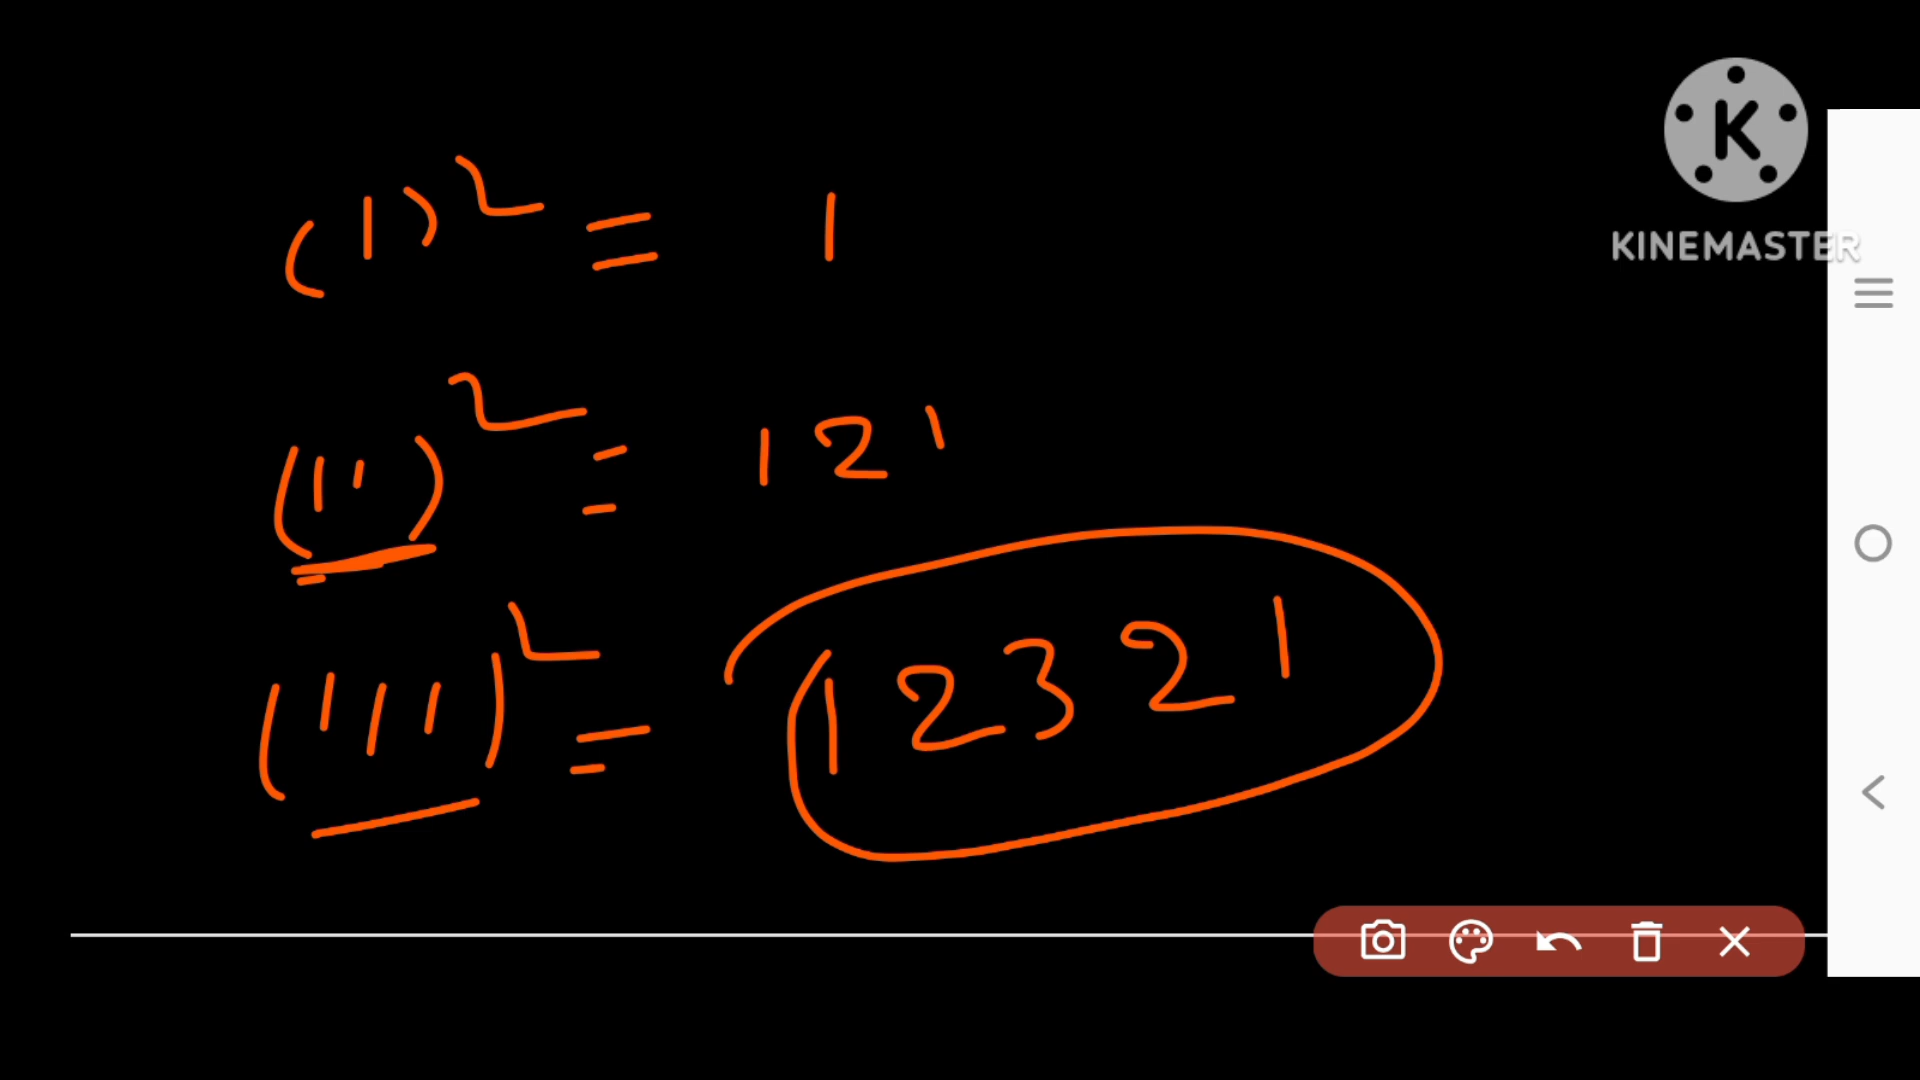 (1)² = 1
KINEMASTER
(11)² = 121
(111)² = 12321